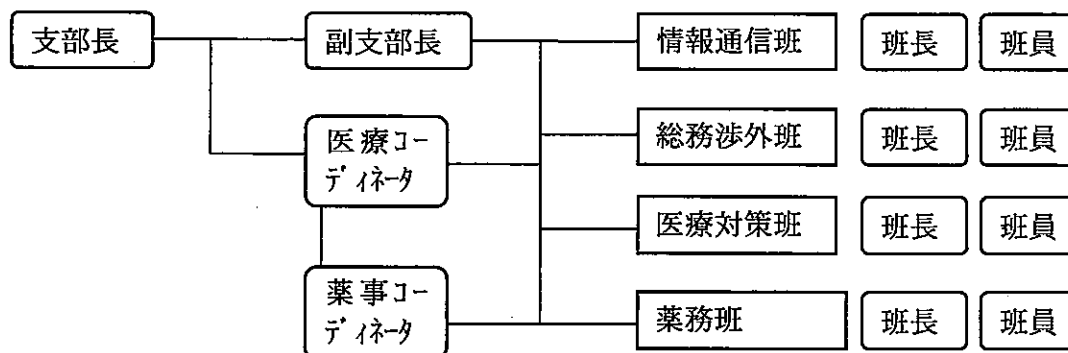 支部長 副支部長 情報通信班 班長 班員
医療コー
ディネータ
総務渉外班 班長 班員
医療対策班 班長 班員
薬事コー
ディネータ
薬務班 班長 班員